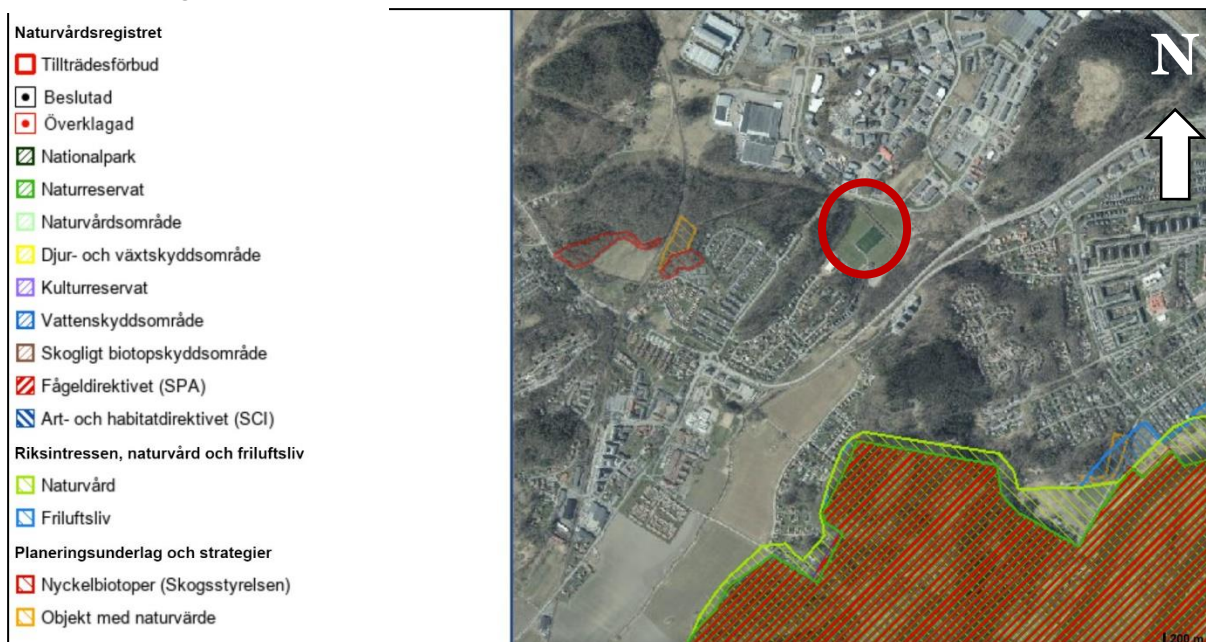 Naturvårdsregistret
Tillträdesförbud
Beslutad
Överklagad
Nationalpark
Naturreservat
Naturvårdsområde
Djur- och växtskyddsområde
Kulturreservat
Vattenskyddsområde
Skogligt biotopskyddsområde
Fågeldirektivet (SPA)
Art- och habitatdirektivet (SCI)
Riksintressen, naturvård och friluftsliv
Naturvård
Friluftsliv
Planeringsunderlag och strategier
Nyckelbiotoper (Skogsstyrelsen)
Objekt med naturvärde
N
200 m